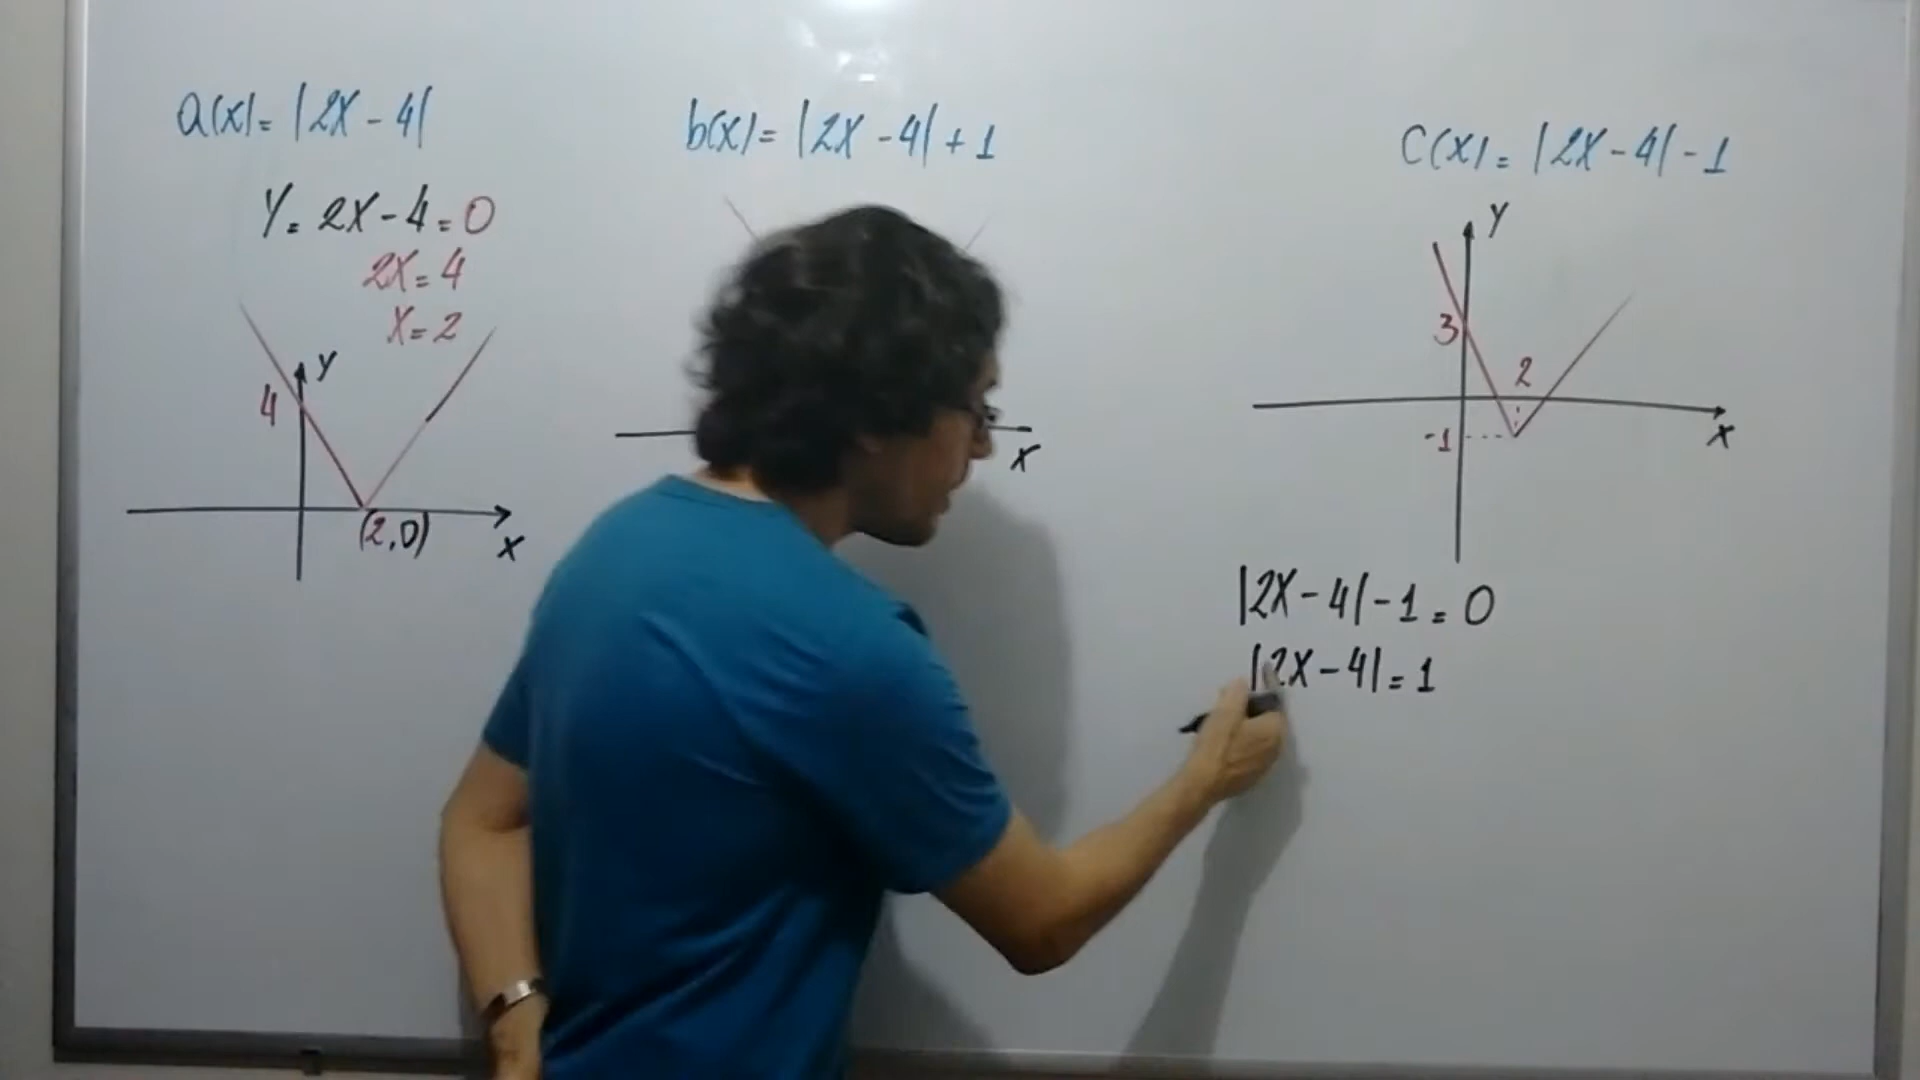 a(x)= |2X-4|
Y= 2X-4=0
2X=4
X=2
Y
4
(2,0)
X
b(x)= |2X-4|+1
X
C(x)= |2X-4|-1
Y
3
2
-1
X
|2X-4|-1=0
|2X-4|=1